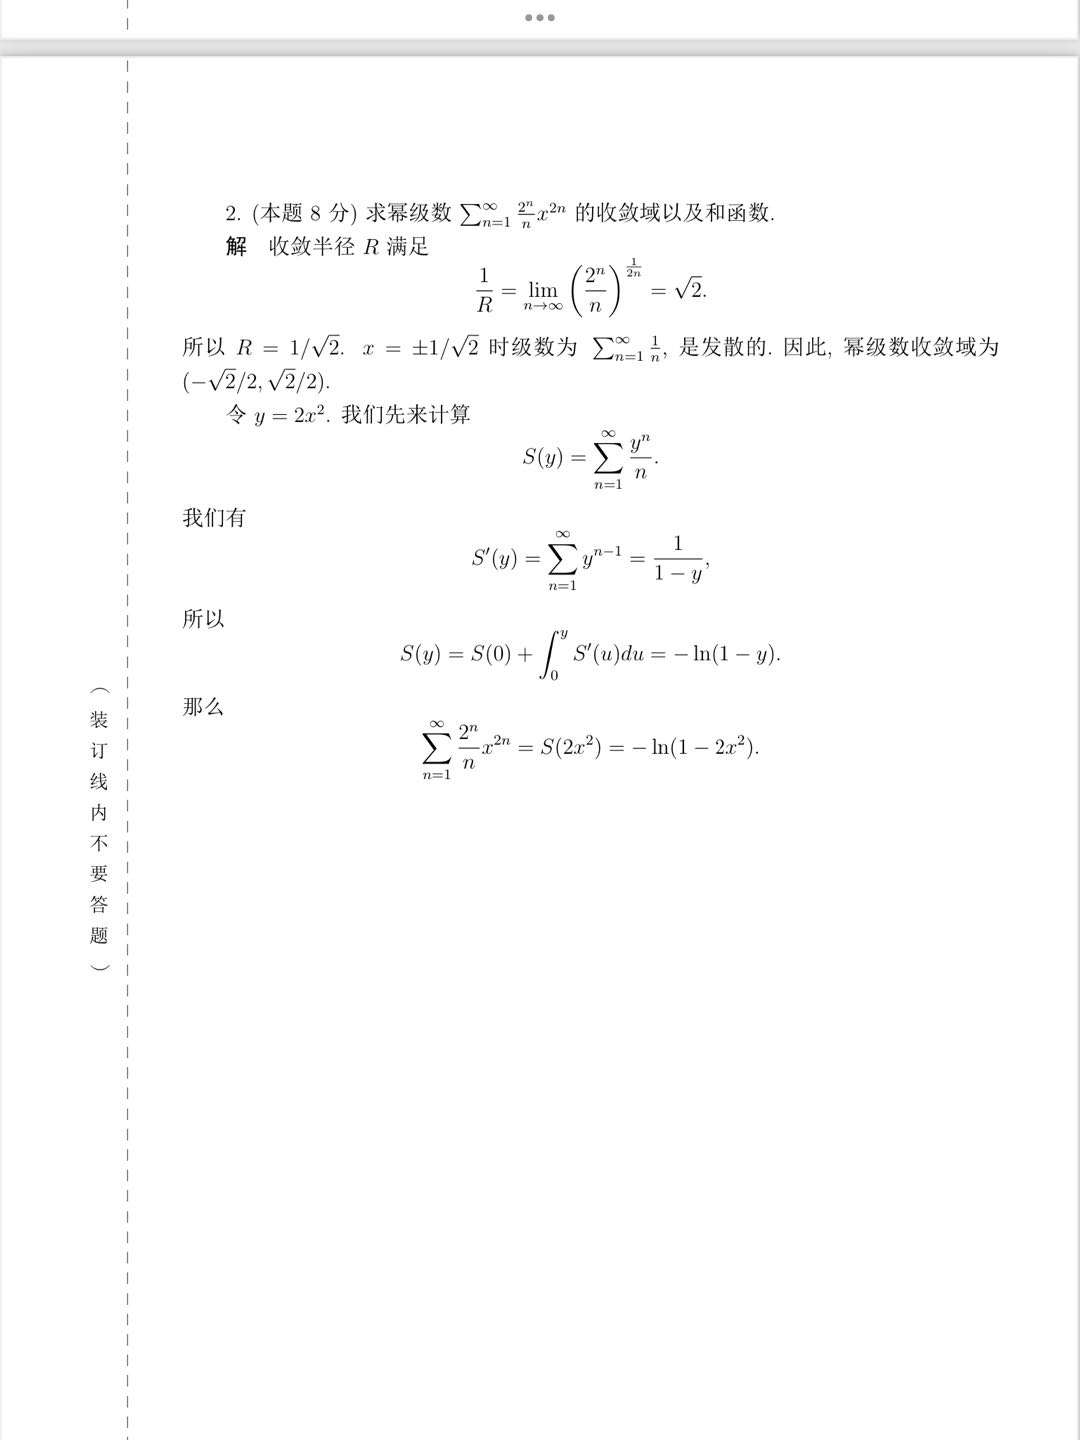 2. (本题 8 分) 求幂级数 $\sum_{n=1}^{\infty} \frac{2^n}{n} x^{2n}$ 的收敛域以及和函数.
解 收敛半径 R 满足
$\frac{1}{R} = \lim_{n\to\infty} \left(\frac{2^n}{n}\right)^{\frac{1}{2n}} = \sqrt{2}.$
所以 $R = 1/\sqrt{2}$. $x = \pm 1/\sqrt{2}$ 时级数为 $\sum_{n=1}^{\infty} \frac{1}{n}$, 是发散的. 因此, 幂级数收敛域为
$(-\sqrt{2}/2, \sqrt{2}/2)$.
令 $y = 2x^2$. 我们先来计算
$S(y) = \sum_{n=1}^{\infty} \frac{y^n}{n}.$
我们有
$S'(y) = \sum_{n=1}^{\infty} y^{n-1} = \frac{1}{1-y},$
所以
$S(y) = S(0) + \int_0^y S'(u)du = -\ln(1-y).$
那么
$\sum_{n=1}^{\infty} \frac{2^n}{n} x^{2n} = S(2x^2) = -\ln(1-2x^2).$
（装订线内不要答题）